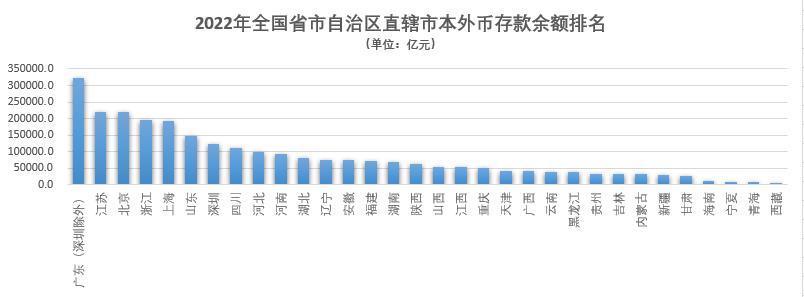 2022年全国省市自治区直辖市本外币存款余额排名
(单位：亿元)
350000.0
300000.0
250000.0
200000.0
150000.0
100000.0
50000.0
0.0
广东（深圳除外）
江苏
北京
浙江
上海
山东
深圳
四川
河北
河南
湖北
辽宁
安徽
福建
湖南
陕西
山西
江西
重庆
天津
广西
云南
黑龙江
贵州
吉林
内蒙古
新疆
甘肃
海南
宁夏
青海
西藏